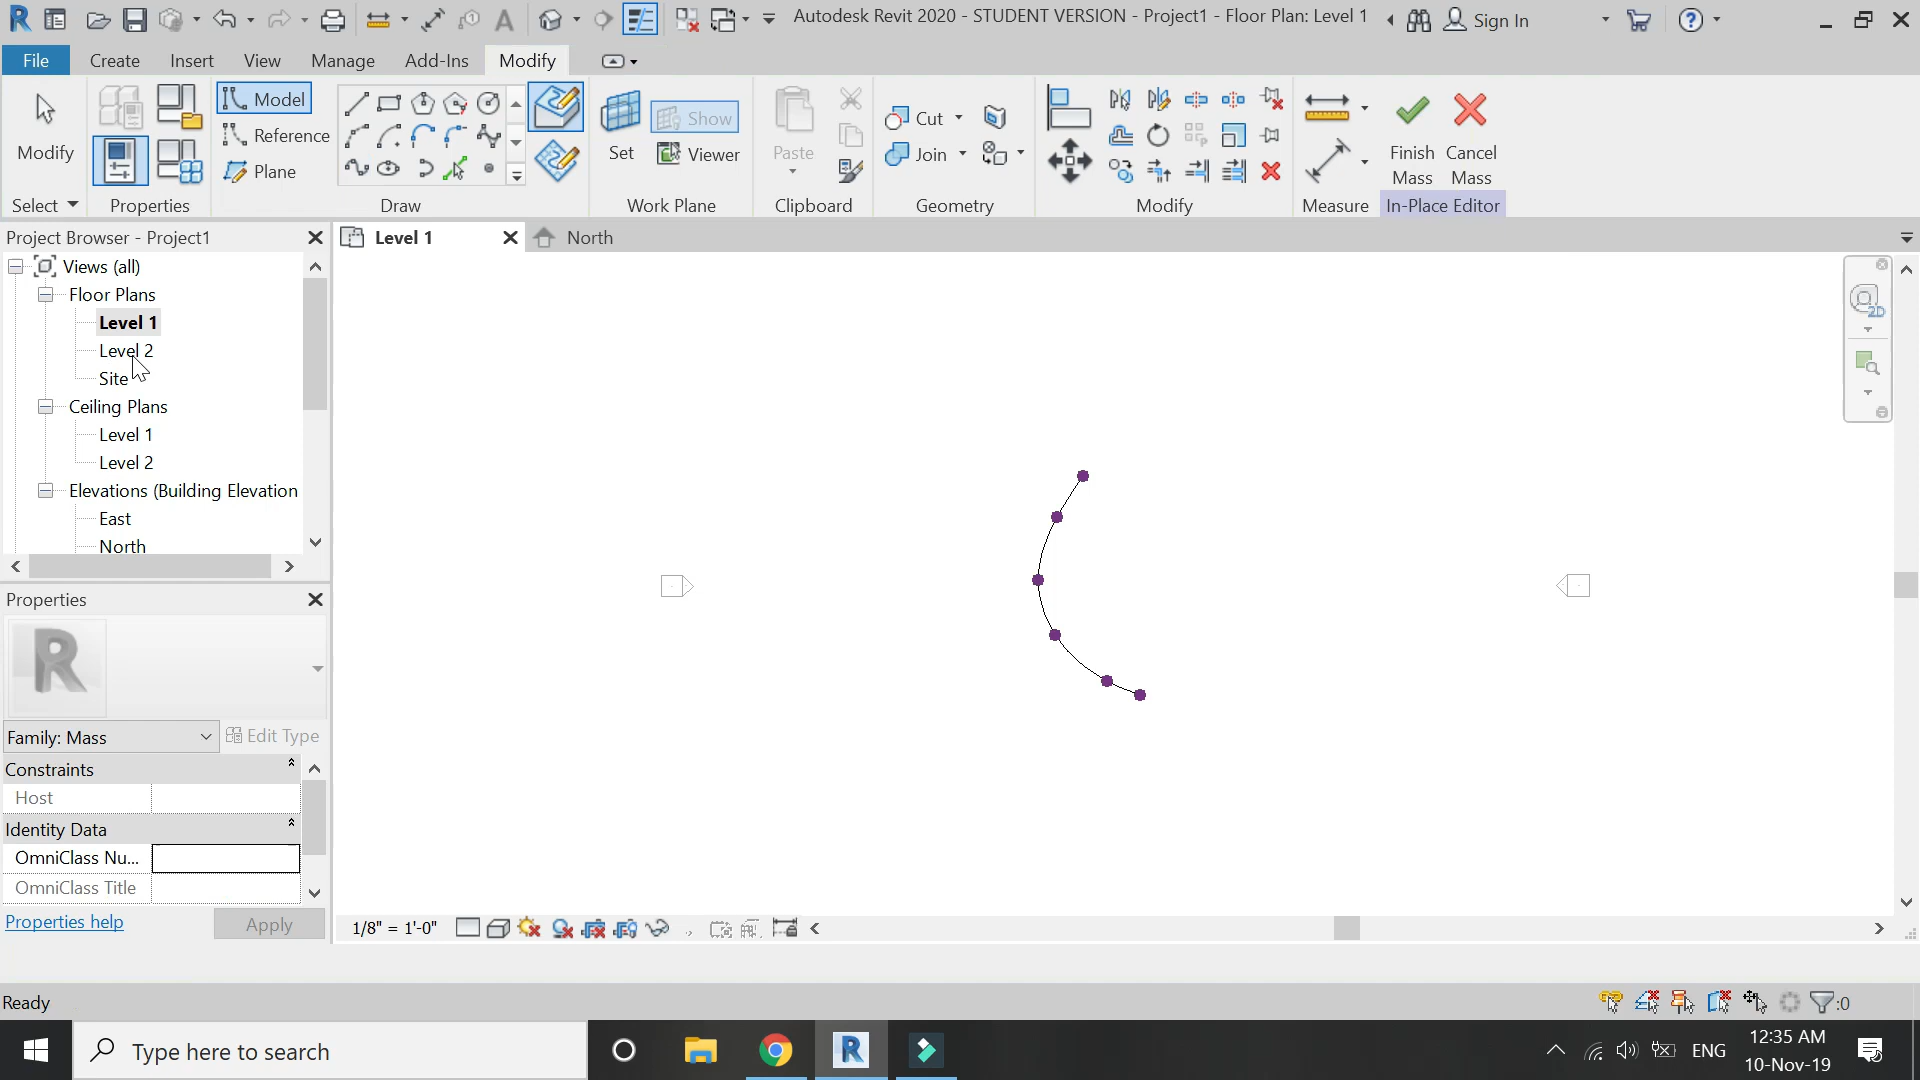 Autodesk Revit 2020 - STUDENT VERSION - Project1 - Floor Plan: Level 1
Sign In
File Create Insert View Manage Add-Ins Modify
Modify
Select
Properties
Model
Reference
Plane
Draw
Set
Show
Viewer
Work Plane
Paste
Clipboard
Cut
Join
Geometry
Modify
Measure
Finish Mass
Cancel Mass
In-Place Editor
Project Browser - Project1
Level 1
North
Views (all)
Floor Plans
Level 1
Level 2
Site
Ceiling Plans
Level 1
Level 2
Elevations (Building Elevation
East
North
2D
Properties
R
Family: Mass
Edit Type
Constraints
Host
Identity Data
OmniClass Nu...
OmniClass Title
Properties help
Apply
1/8" = 1'-0"
Ready
:0
Type here to search
ENG
12:35 AM
10-Nov-19